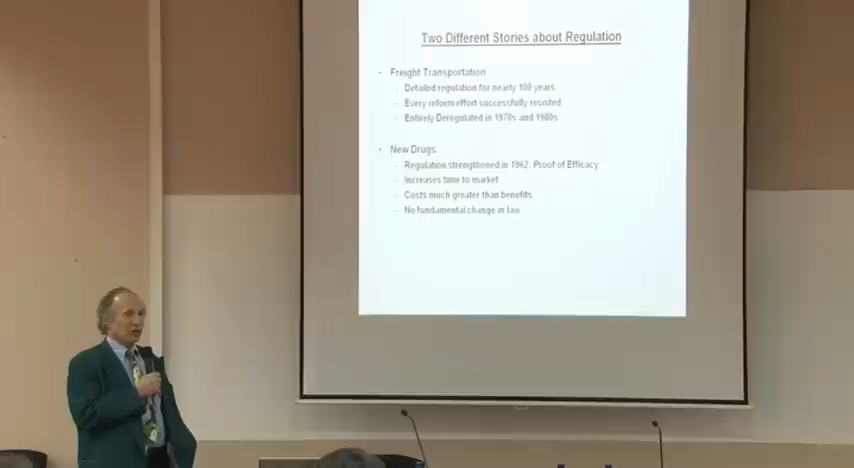 Two Different Stories about Regulation
• Freight Transportation
– Detailed regulation for nearly 100 years
– Every reform effort successfully resisted
– Entirely Deregulated in 1970s and 1980s
• New Drugs
– Regulation strengthened in 1962: Proof of Efficacy
– Increases time to market
– Costs much greater than benefits
– No fundamental change in law